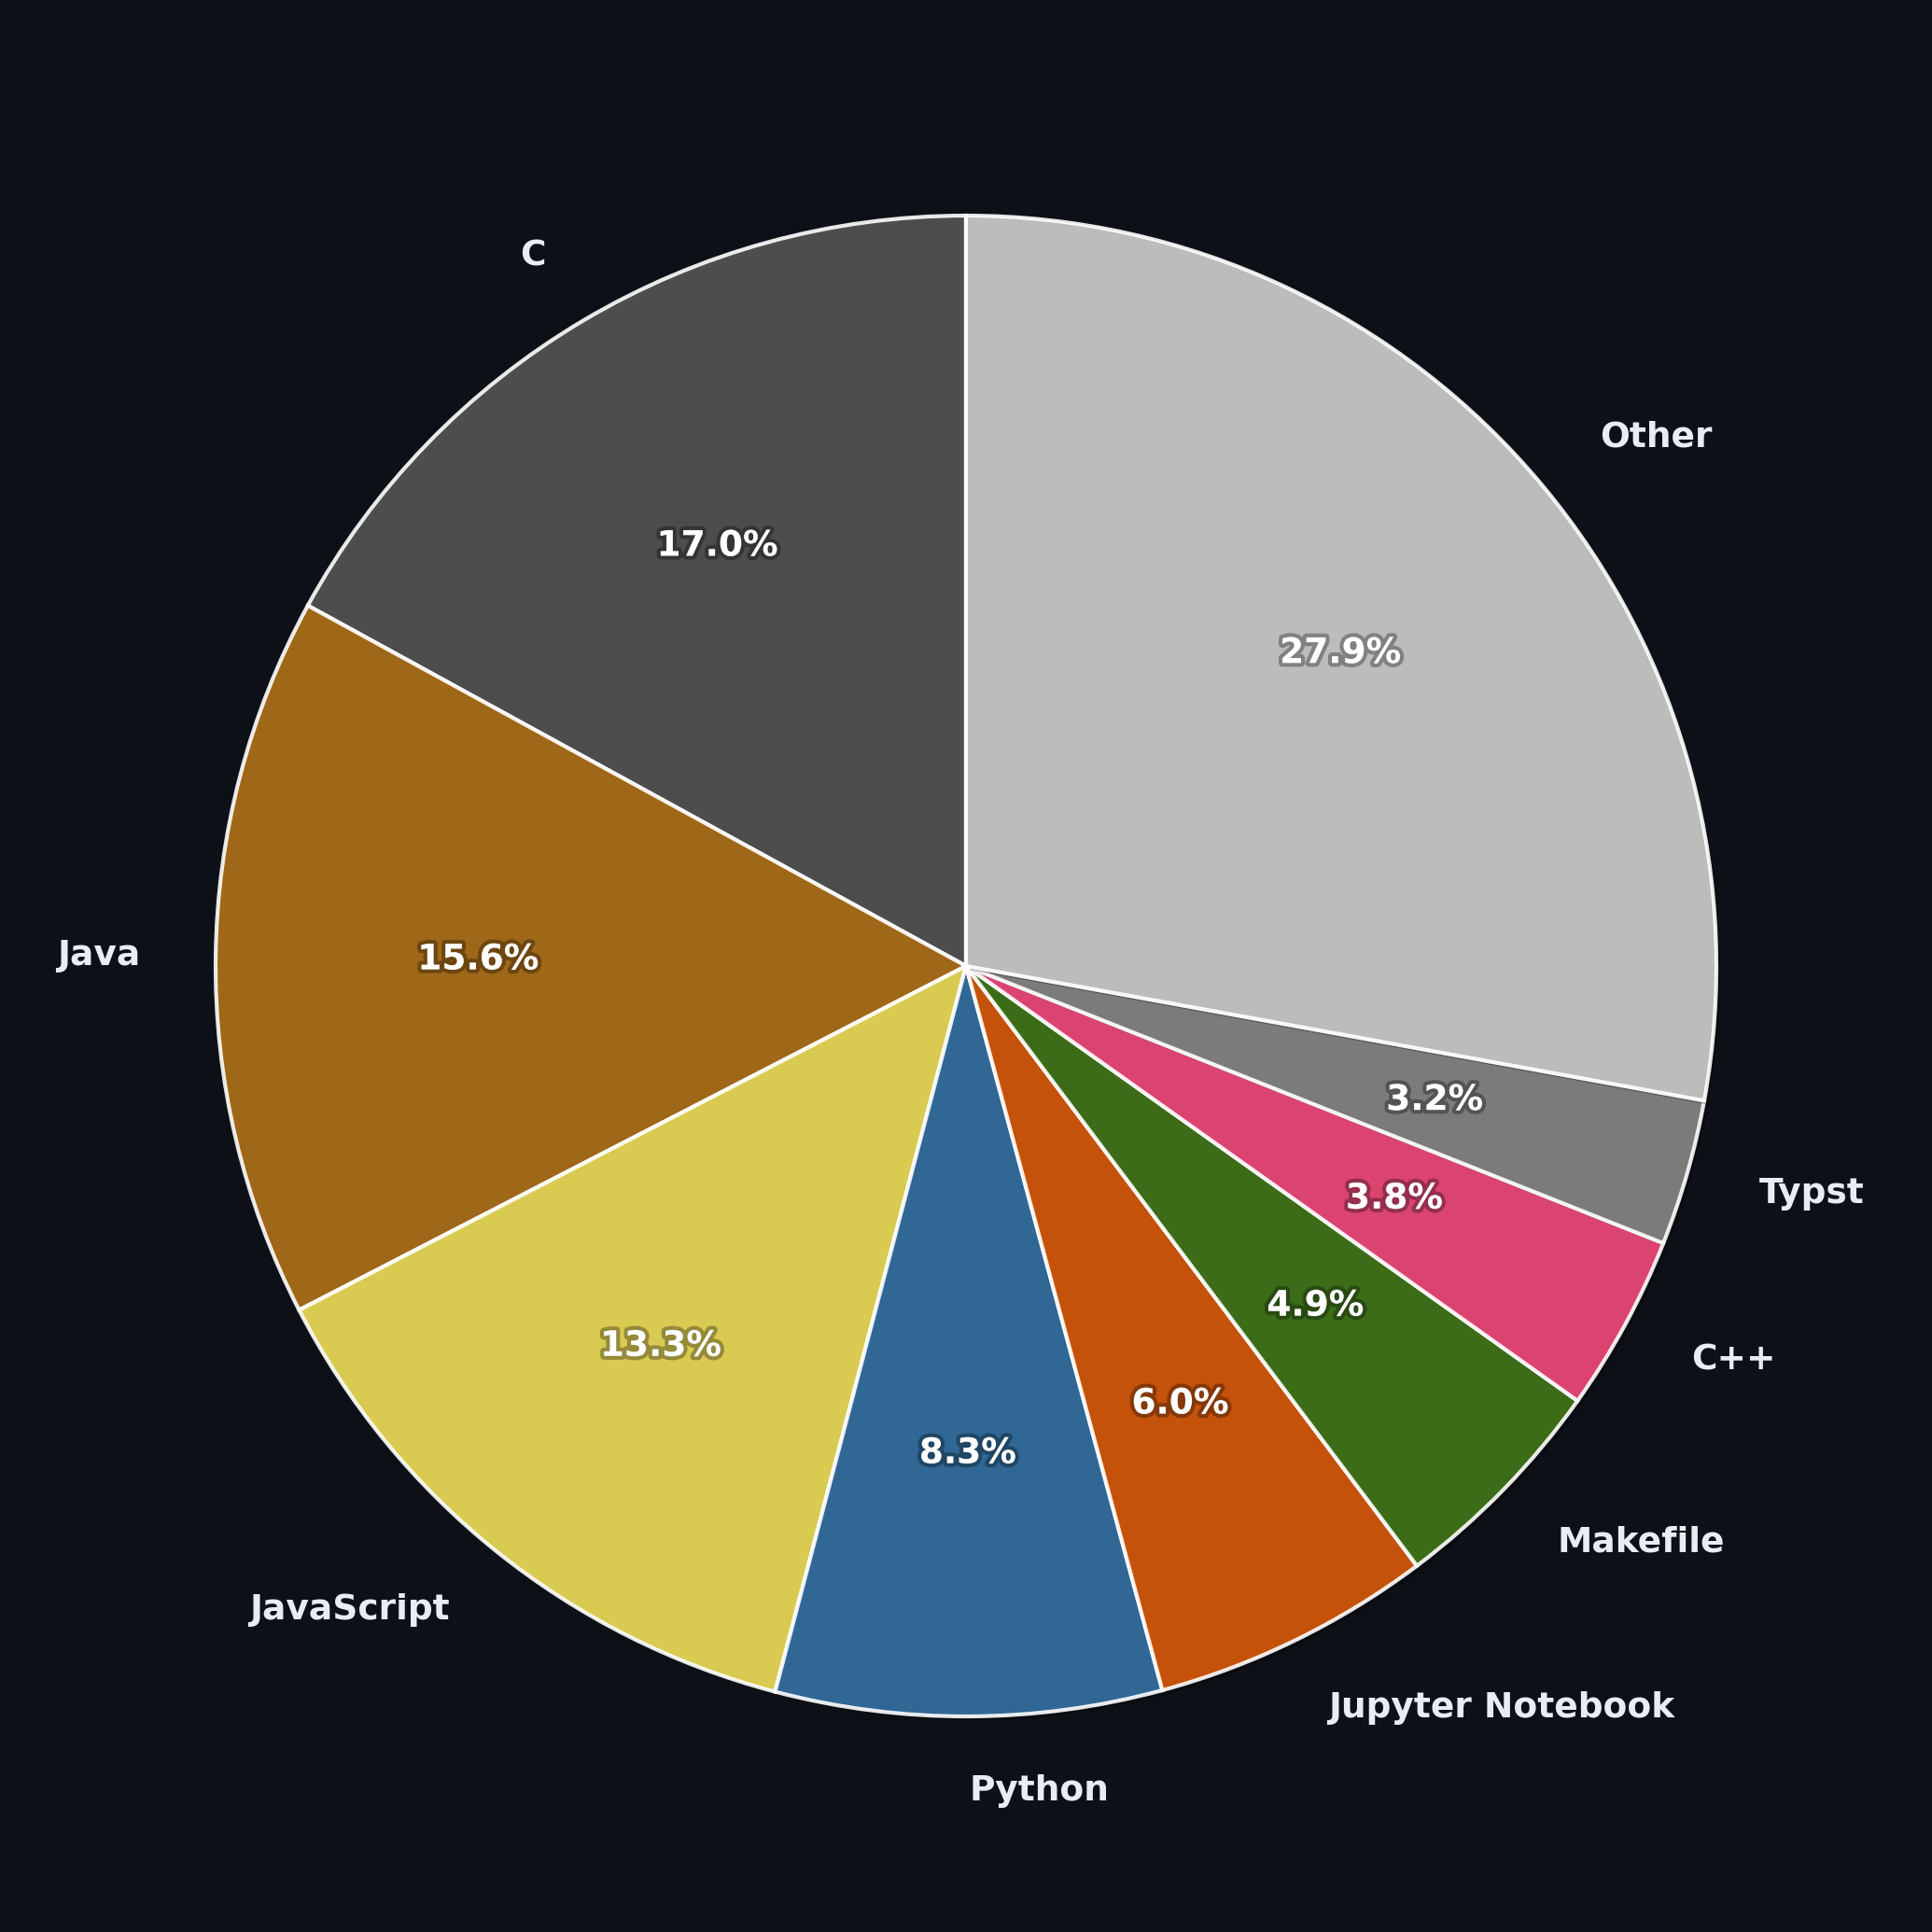 C
Other
17.0%
27.9%
Java
15.6%
3.2%
Typst
3.8%
4.9%
C++
13.3%
6.0%
8.3%
Makefile
JavaScript
Jupyter Notebook
Python